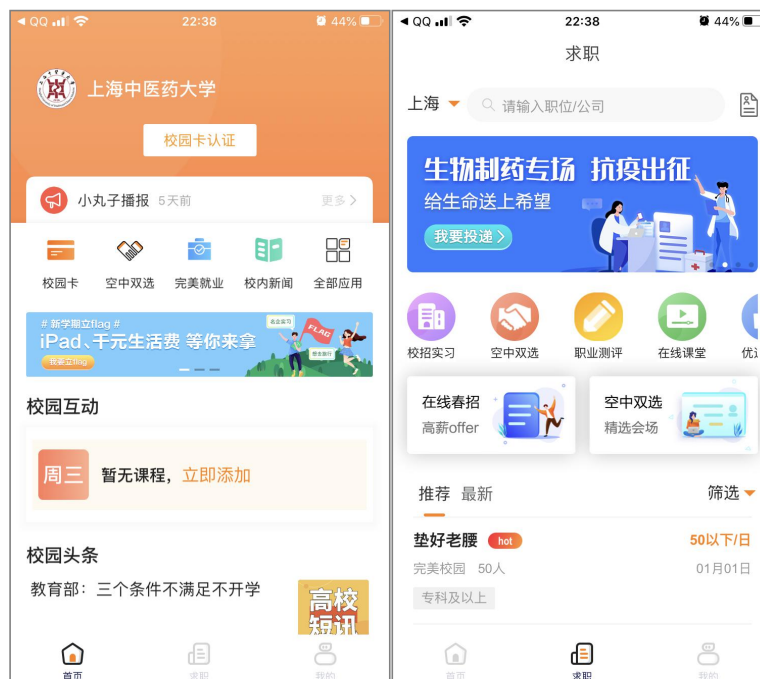 QQ 22:38 44%
上海中医药大学
校园卡认证
小丸子播报 5天前 更多
校园卡 空中双选 完美就业 校内新闻 全部应用
# 新学期立flag #
iPad、千元生活费 等你来拿
我要立flag
FLAG
校园互动
周三 暂无课程，立即添加
校园头条
教育部：三个条件不满足不开学
高校
短讯
首页 求职 我的
QQ 22:38 44%
求职
上海 请输入职位/公司
生物制药专场 抗疫出征
给生命送上希望
我要投递
校招实习 空中双选 职业测评 在线课堂
在线春招 空中双选
高薪offer 精选会场
推荐 最新 筛选
垫好老腰 hot 50以下/日
完美校园 50人 01月01日
专科及以上
首页 求职 我的